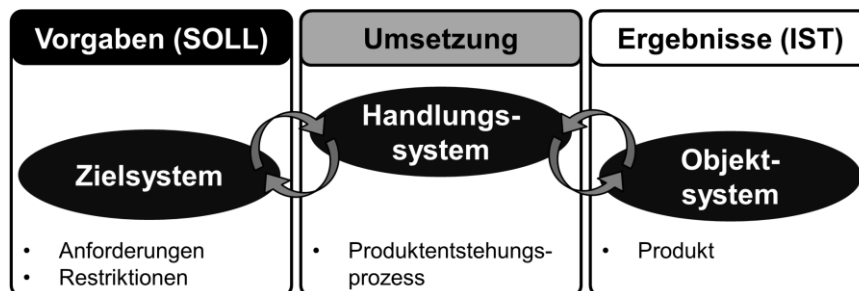 Vorgaben (SOLL)
Umsetzung
Ergebnisse (IST)
Zielsystem
Handlungs-
system
Objekt-
system
• Anforderungen
• Restriktionen
• Produktentstehungs-
prozess
• Produkt